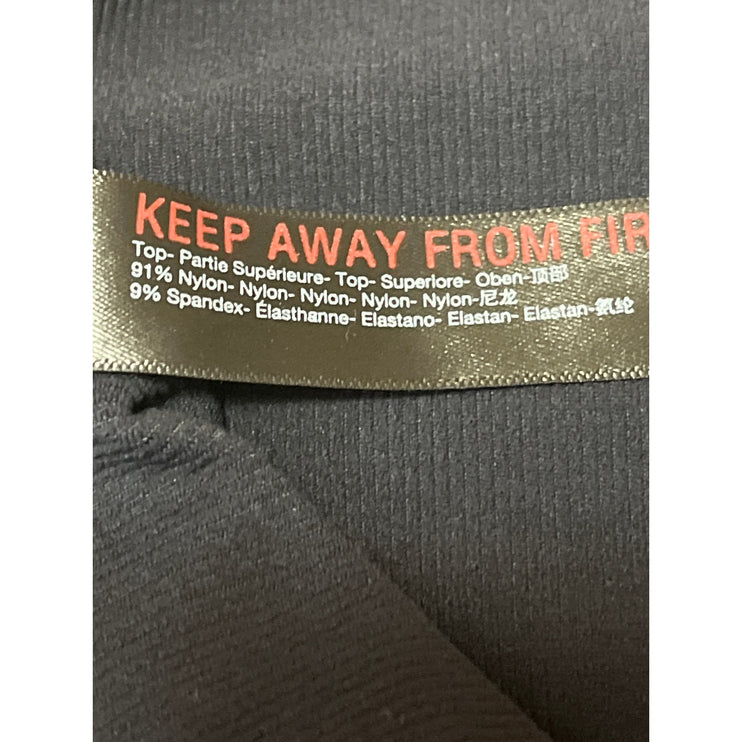 KEEP AWAY FROM FIR
Top- Partie Supérieure- Top- Superiore- Oben-顶部
91% Nylon- Nylon- Nylon- Nylon- Nylon-尼龙
9% Spandex- Élasthanne- Elastano- Elastan- Elastan-氨纶